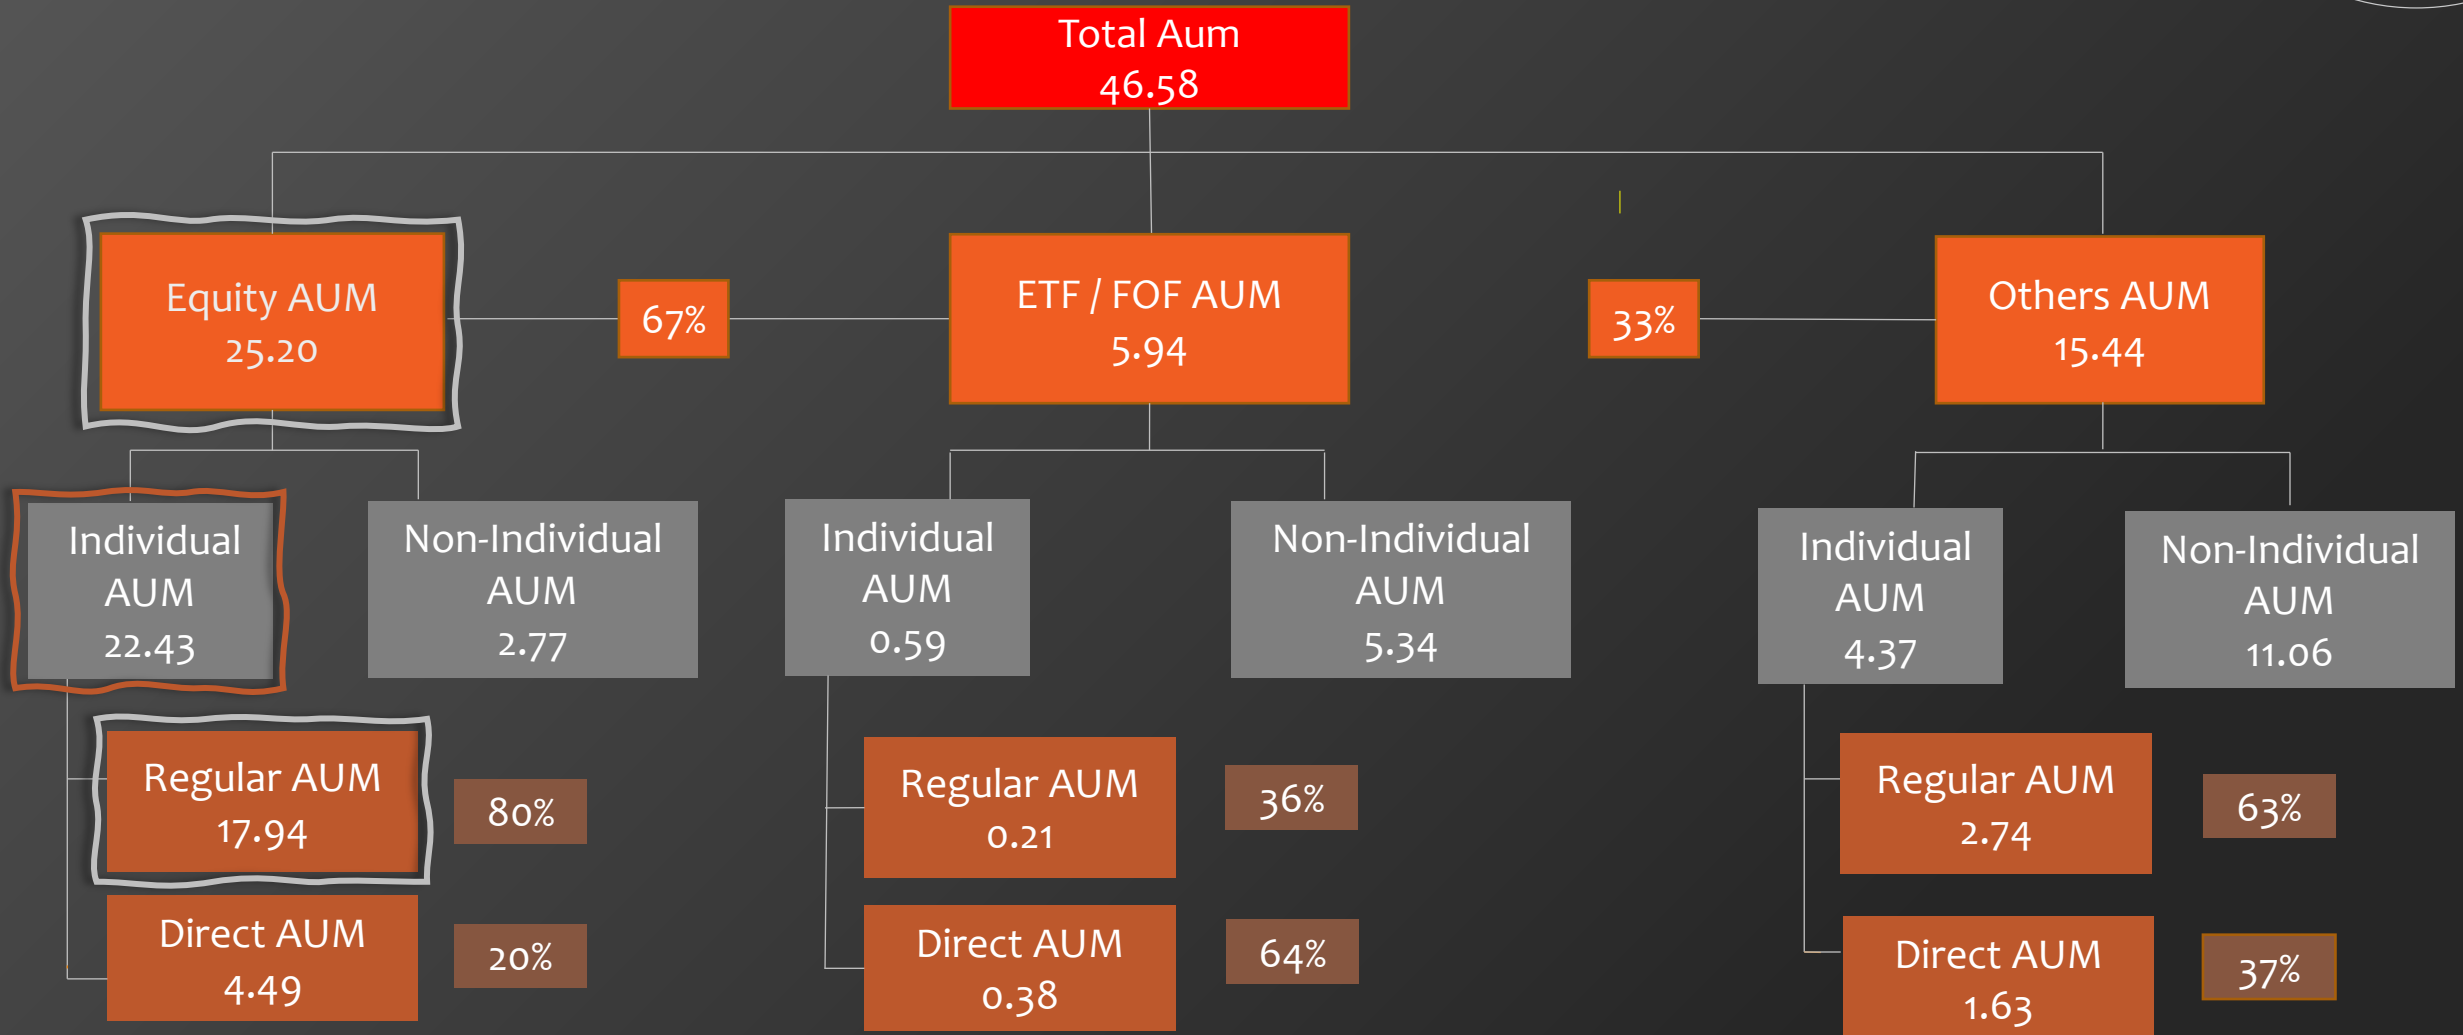 Total Aum
46.58
Equity AUM
25.20
67%
ETF / FOF AUM
5.94
33%
Others AUM
15.44
Individual
AUM
22.43
Non-Individual
AUM
2.77
Individual
AUM
0.59
Non-Individual
AUM
5.34
Individual
AUM
4.37
Non-Individual
AUM
11.06
Regular AUM
17.94
80%
Regular AUM
0.21
36%
Regular AUM
2.74
63%
Direct AUM
4.49
20%
Direct AUM
0.38
64%
Direct AUM
1.63
37%